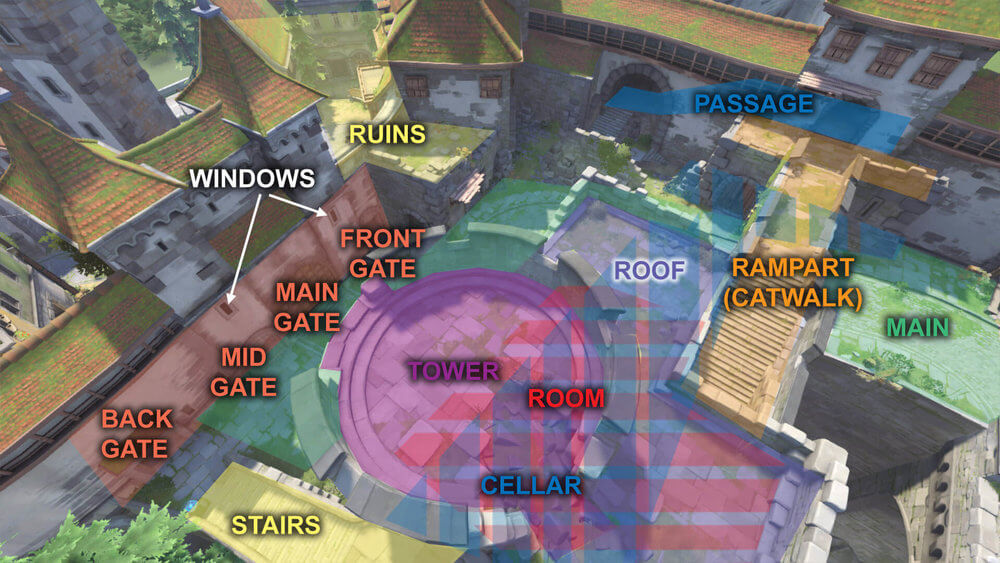 PASSAGE
RUINS
WINDOWS
FRONT
GATE
ROOF
RAMPART
(CATWALK)
MAIN
GATE
MAIN
MID
GATE
TOWER
ROOM
BACK
GATE
CELLAR
STAIRS